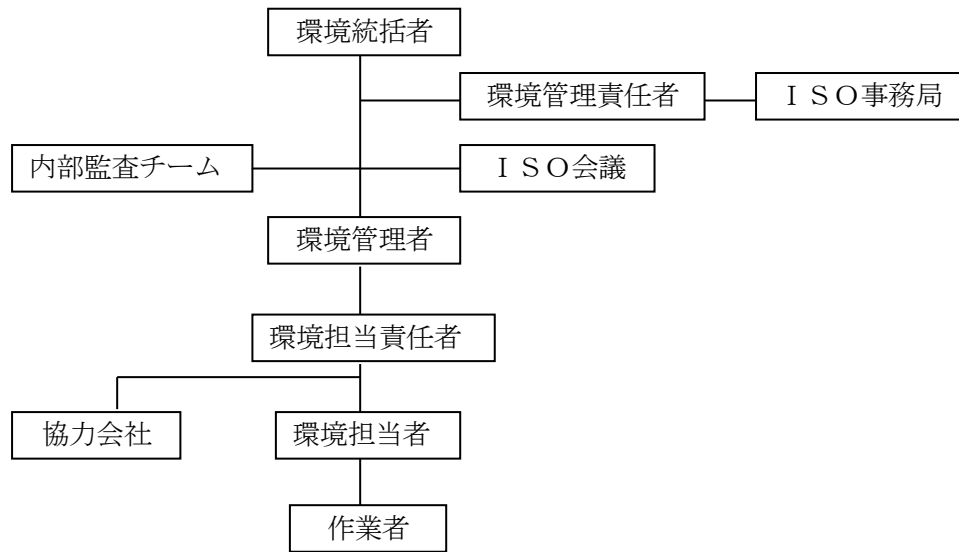 環境統括者
環境管理責任者
ＩＳＯ事務局
内部監査チーム
ＩＳＯ会議
環境管理者
環境担当責任者
協力会社
環境担当者
作業者